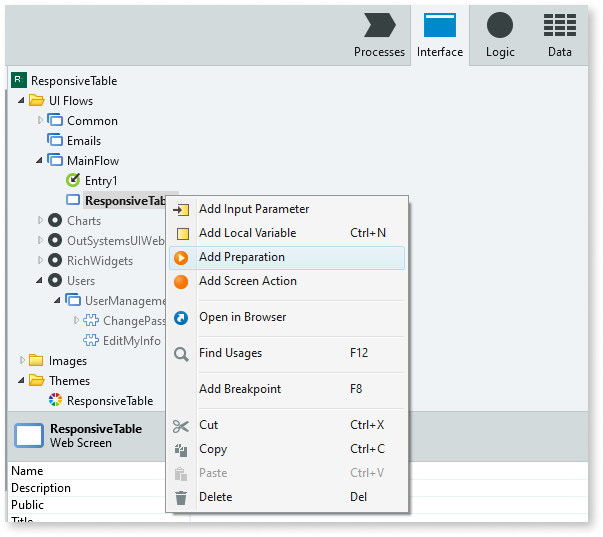 Processes
Interface
Logic
Data
R:
ResponsiveTable
UI Flows
Common
Emails
MainFlow
Entry1
ResponsiveTab
Charts
OutSystemsUIWeb
RichWidgets
Users
UserManageme
ChangePass
EditMyInfo
Images
Themes
ResponsiveTable
Add Input Parameter
Add Local Variable Ctrl+N
Add Preparation
Add Screen Action
Open in Browser
Find Usages F12
Add Breakpoint F8
Cut Ctrl+X
Copy Ctrl+C
Paste Ctrl+V
Delete Del
ResponsiveTable
Web Screen
Name
Description
Public
Title